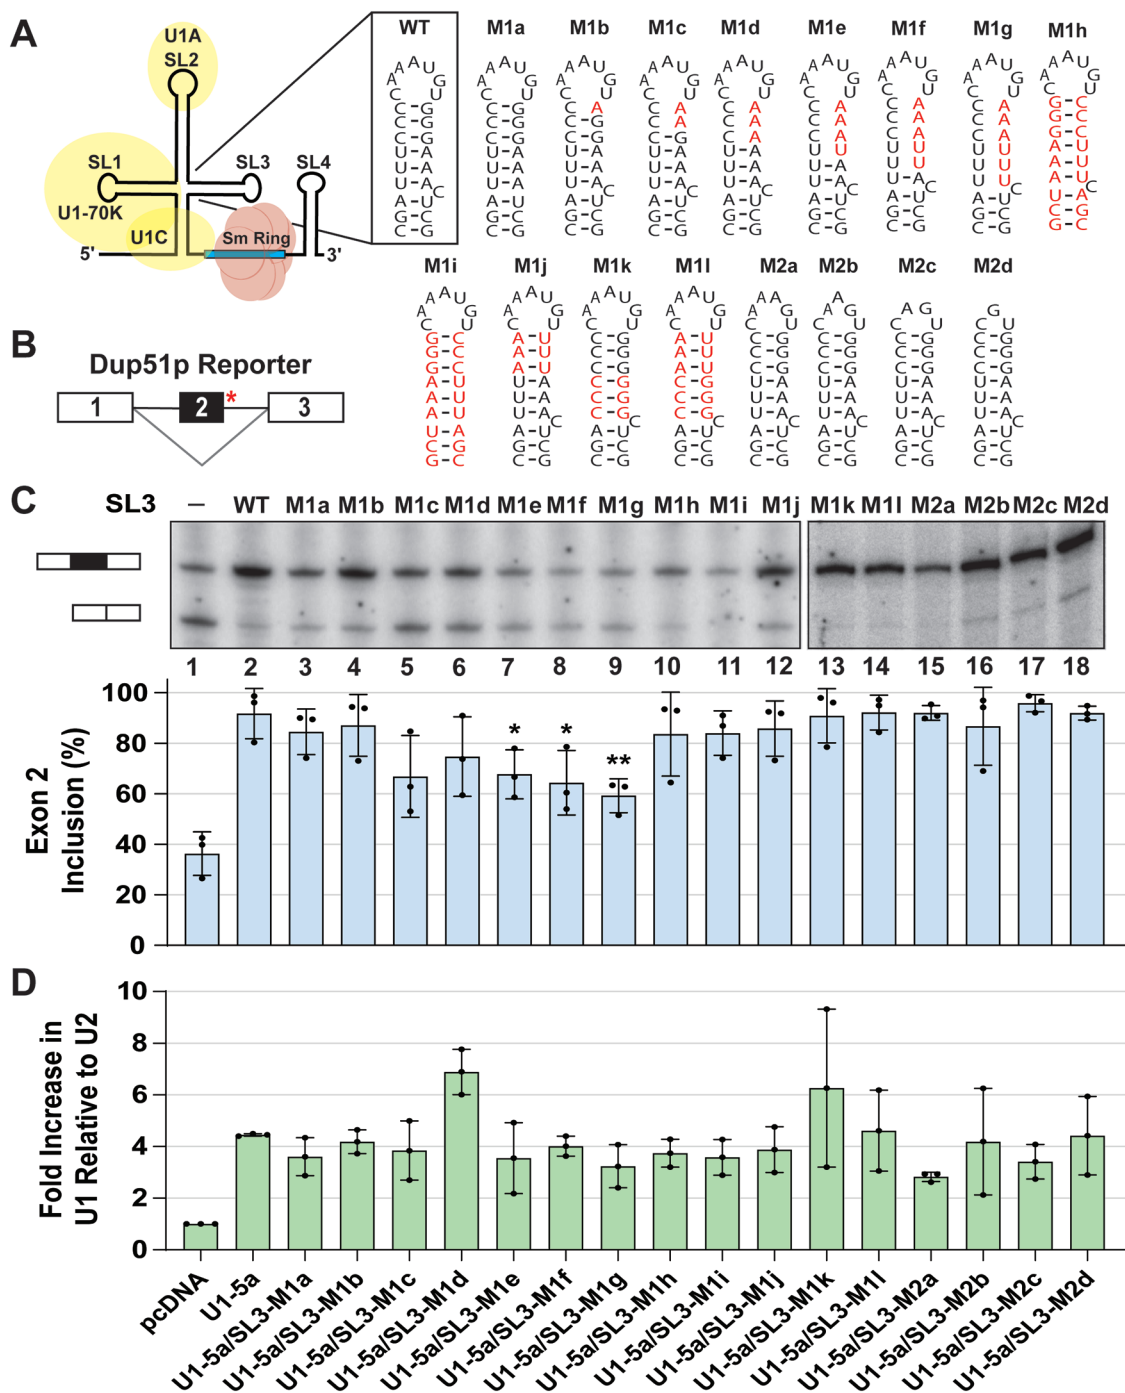 A
U1A
SL2
SL1
SL3
SL4
U1-70K
U1C
Sm Ring
5'
3'
WT
M1a
M1b
M1c
M1d
M1e
M1f
M1g
M1h
M1i
M1j
M1k
M1l
M2a
M2b
M2c
M2d
B
Dup51p Reporter
1
2
*
3
C
SL3
–
WT
M1a
M1b
M1c
M1d
M1e
M1f
M1g
M1h
M1i
M1j
M1k
M1l
M2a
M2b
M2c
M2d
1 2 3 4 5 6 7 8 9 10 11 12 13 14 15 16 17 18
Exon 2
Inclusion (%)
100
80
60
40
20
0
*
*
**
D
Fold Increase in
U1 Relative to U2
10
8
6
4
2
0
pcDNA
U1-5a
U1-5a/SL3-M1a
U1-5a/SL3-M1b
U1-5a/SL3-M1c
U1-5a/SL3-M1d
U1-5a/SL3-M1e
U1-5a/SL3-M1f
U1-5a/SL3-M1g
U1-5a/SL3-M1h
U1-5a/SL3-M1i
U1-5a/SL3-M1j
U1-5a/SL3-M1k
U1-5a/SL3-M1l
U1-5a/SL3-M2a
U1-5a/SL3-M2b
U1-5a/SL3-M2c
U1-5a/SL3-M2d